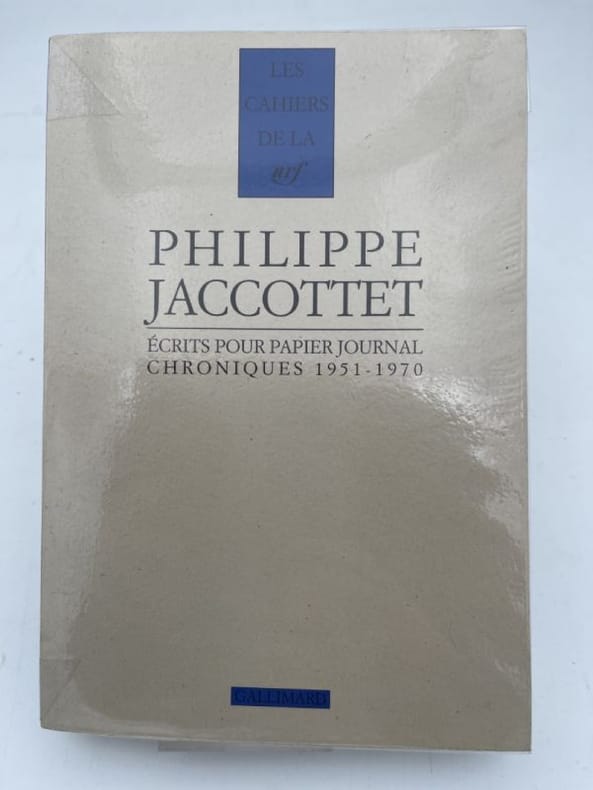 LES
CAHIERS
DE LA
nrf
PHILIPPE
JACCOTTET
ÉCRITS POUR PAPIER JOURNAL
CHRONIQUES 1951-1970
GALLIMARD